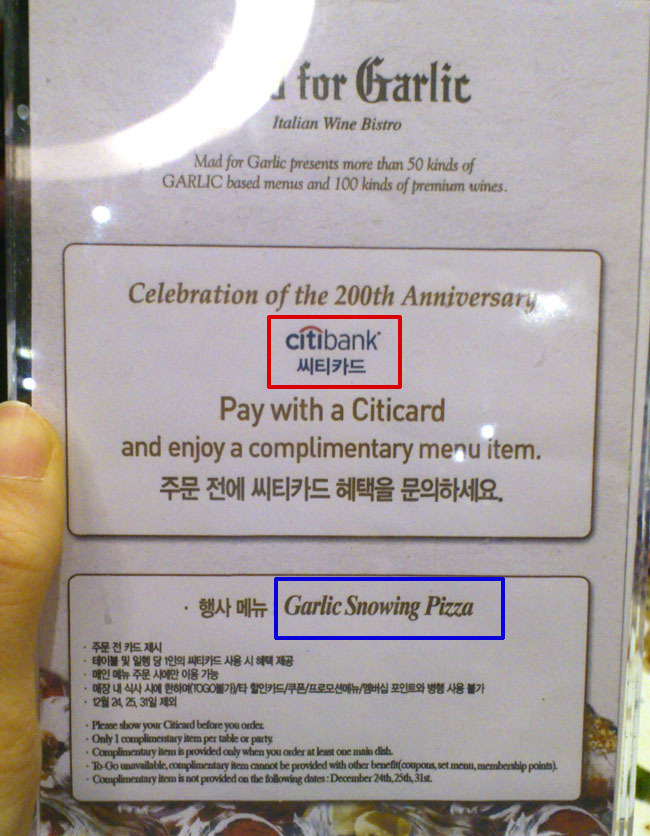 for Garlic
Italian Wine Bistro
Mad for Garlic presents more than 50 kinds of
GARLIC based menus and 100 kinds of premium wines.
Celebration of the 200th Anniversary
citibank
씨티카드
Pay with a Citicard
and enjoy a complimentary menu item.
주문 전에 씨티카드 혜택을 문의하세요.
· 행사 메뉴 Garlic Snowing Pizza
· 주문 전 카드 제시
· 테이블 및 일행 당 1인의 씨티카드 사용 시 혜택 제공
· 메인 메뉴 주문 시에만 이용 가능
· 매장 내 식사 시에 한하며(TOGO불가)/타 할인카드/쿠폰/프로모션메뉴/멤버십 포인트와 병행 사용 불가
· 12월 24, 25, 31일 제외
· Please show your Citicard before you order.
· Only 1 complimentary item per table or party.
· Complimentary item is provided only when you order at least one main dish.
· To-Go unavailable, complimentary item cannot be provided with other benefit(coupons, set menu, membership points).
· Complimentary item is not provided on the following dates : December 24th, 25th, 31st.